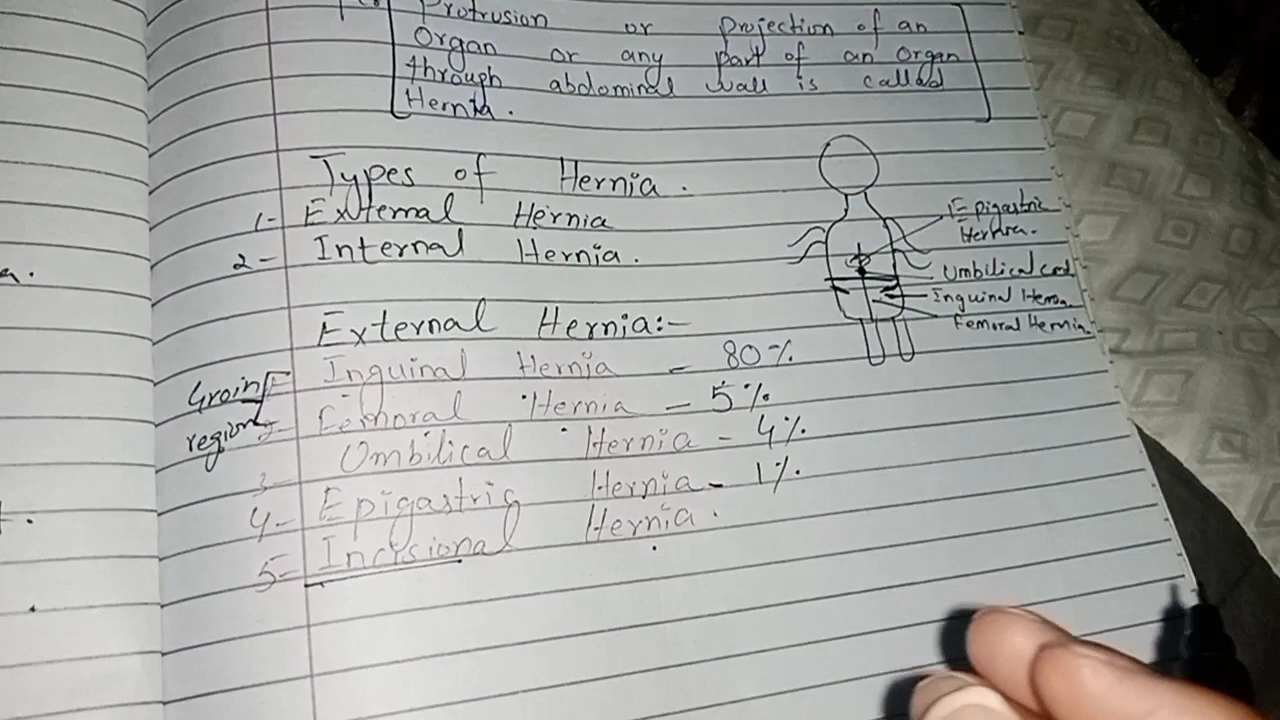 Protrusion or projection of an
Organ or any part of an organ
through abdominal wall is called
Hernia.
Types of Hernia.
1- External Hernia
2- Internal Hernia.
Epigastric
Hernia.
Umbilical cord
Inguinal Hernia
Femoral Hernia
External Hernia:-
Groin
region
Inguinal Hernia - 80%
2- Femoral Hernia - 5%
3- Umbilical Hernia - 4%
4- Epigastric Hernia - 1%
5- Incisional Hernia.